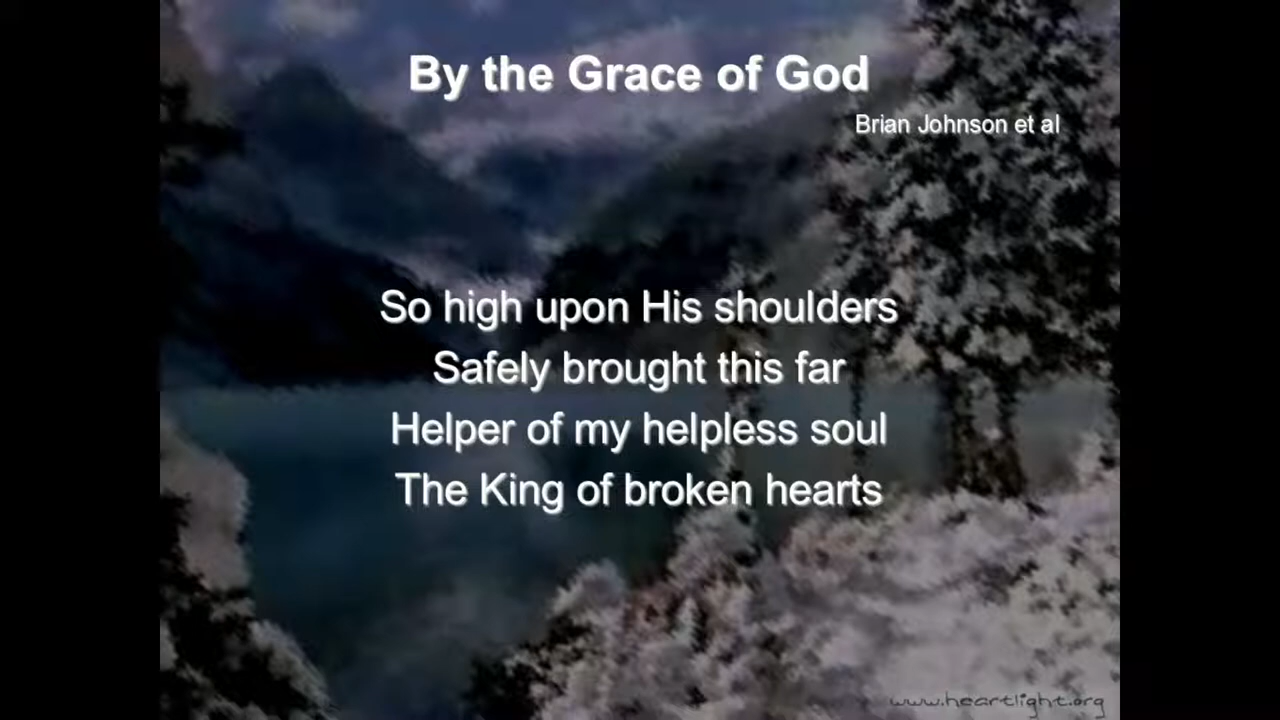 By the Grace of God
Brian Johnson et al
So high upon His shoulders
Safely brought this far
Helper of my helpless soul
The King of broken hearts
www.heartlight.org